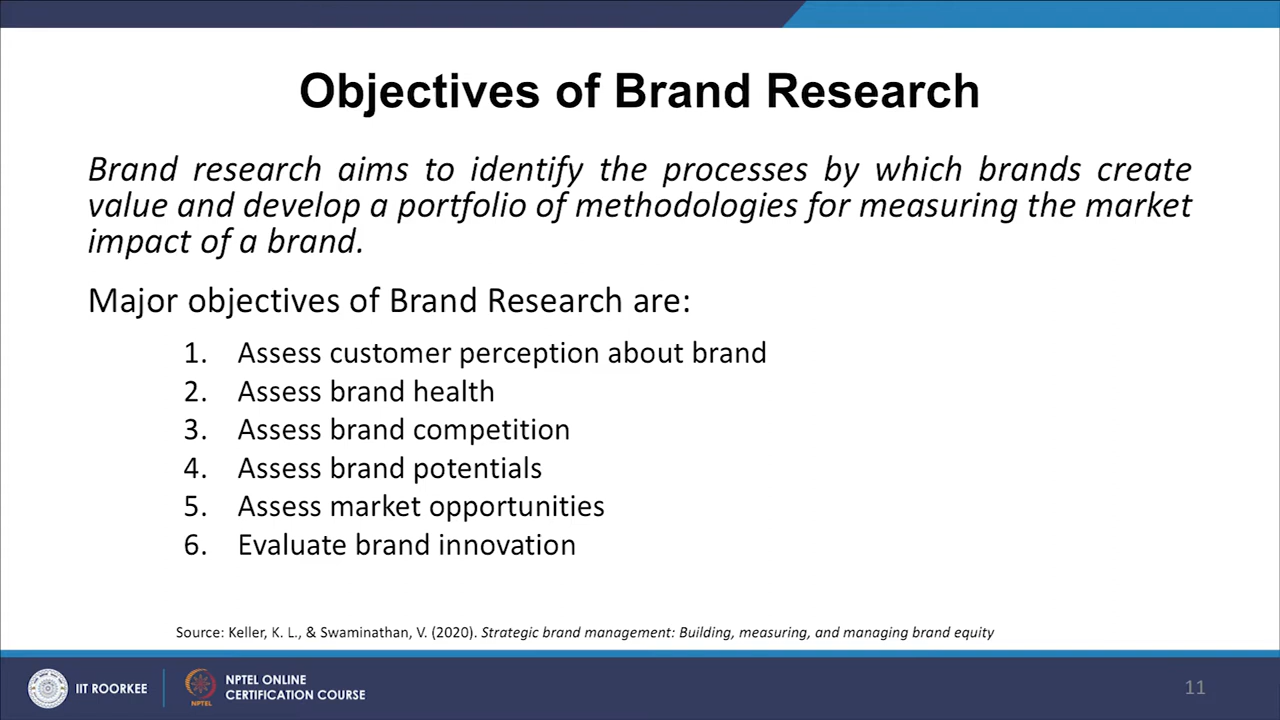 Objectives of Brand Research
Brand research aims to identify the processes by which brands create
value and develop a portfolio of methodologies for measuring the market
impact of a brand.
Major objectives of Brand Research are:
1. Assess customer perception about brand
2. Assess brand health
3. Assess brand competition
4. Assess brand potentials
5. Assess market opportunities
6. Evaluate brand innovation
Source: Keller, K. L., & Swaminathan, V. (2020). Strategic brand management: Building, measuring, and managing brand equity
IIT ROORKEE
NPTEL
NPTEL ONLINE
CERTIFICATION COURSE
11